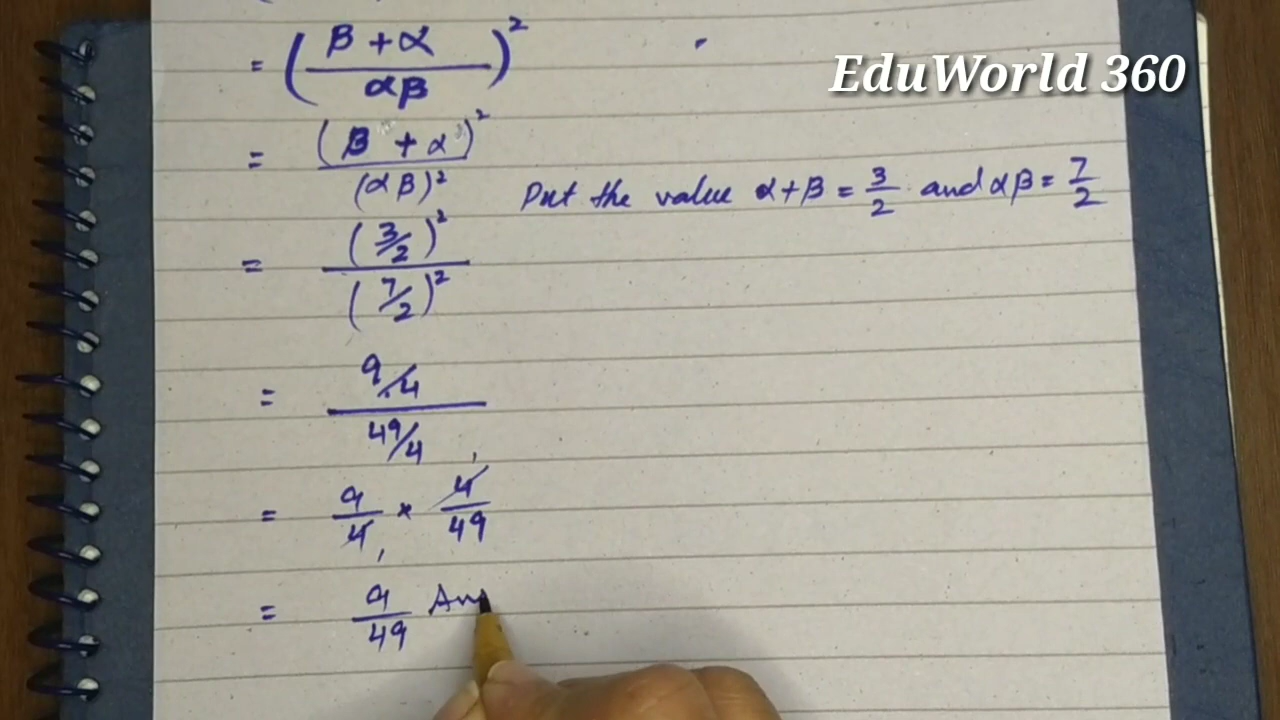 EduWorld 360
= (β + α / αβ)²
= (β + α)² / (αβ)² Put the value α + β = 3/2 and αβ = 7/2
= (3/2)² / (7/2)²
= 9/4 / 49/4
= 9/4 × 4/49
= 9/49 Ans